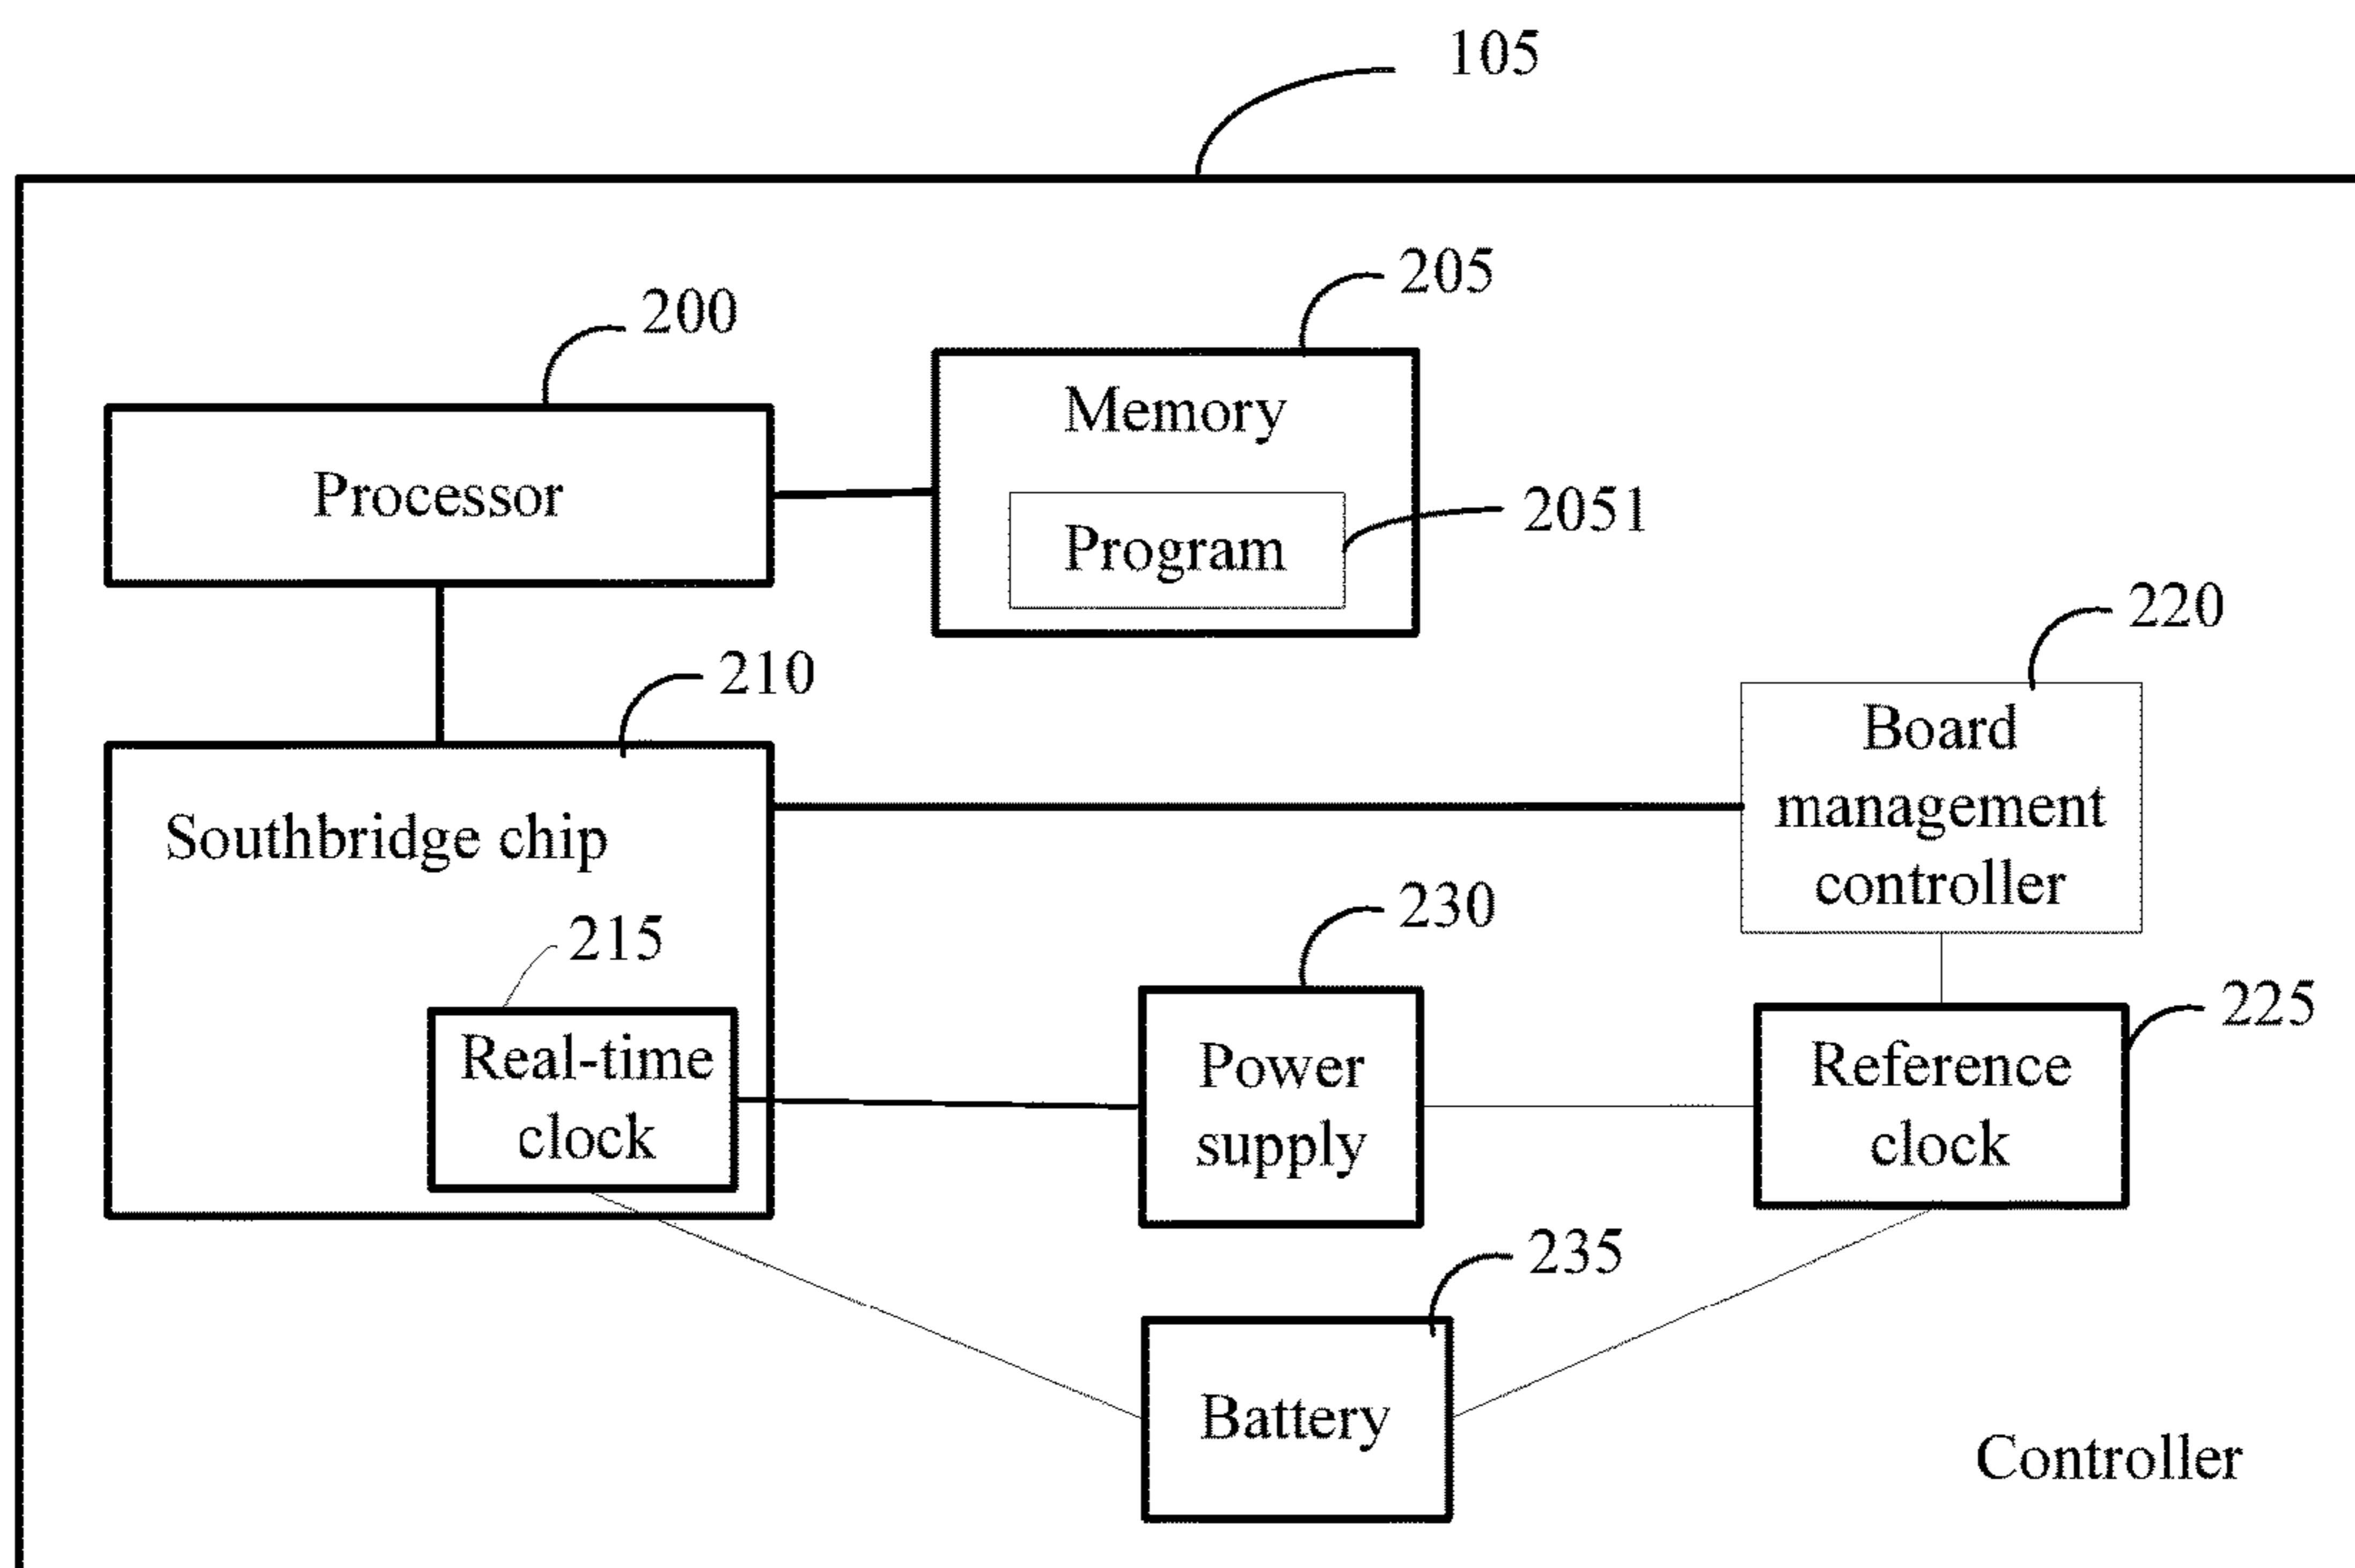 105
205
200
Memory
Processor
2051
Program
220
210
Board
management
controller
Southbridge chip
230
215
225
Real-time
clock
Power
supply
Reference
clock
235
Battery
Controller